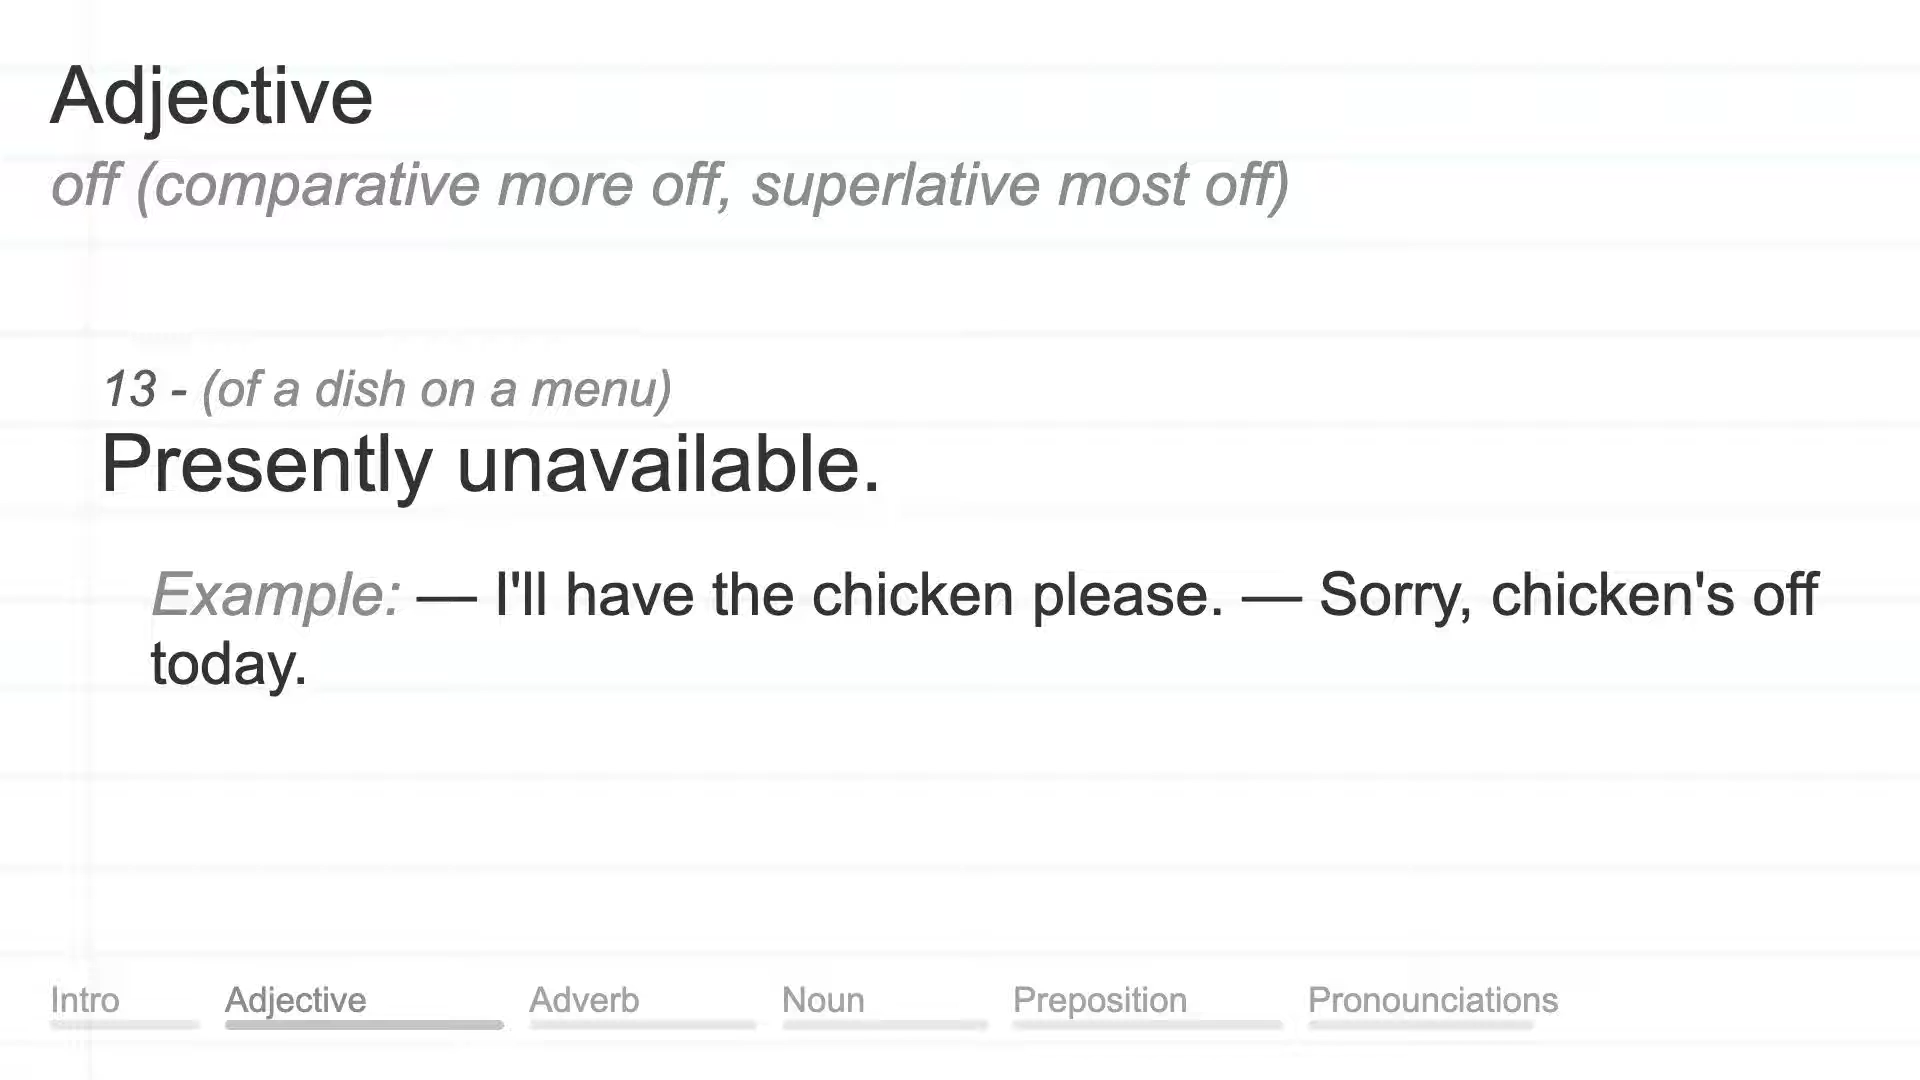 Adjective
off (comparative more off, superlative most off)
13 - (of a dish on a menu)
Presently unavailable.
Example: — I'll have the chicken please. — Sorry, chicken's off
today.
Intro Adjective Adverb Noun Preposition Pronounciations